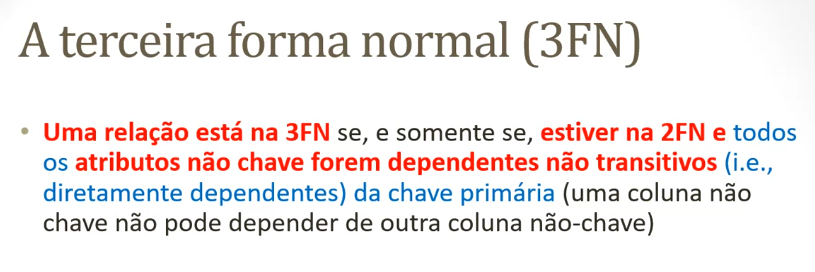 A terceira forma normal (3FN)
• Uma relação está na 3FN se, e somente se, estiver na 2FN e todos
os atributos não chave forem dependentes não transitivos (i.e.,
diretamente dependentes) da chave primária (uma coluna não
chave não pode depender de outra coluna não-chave)